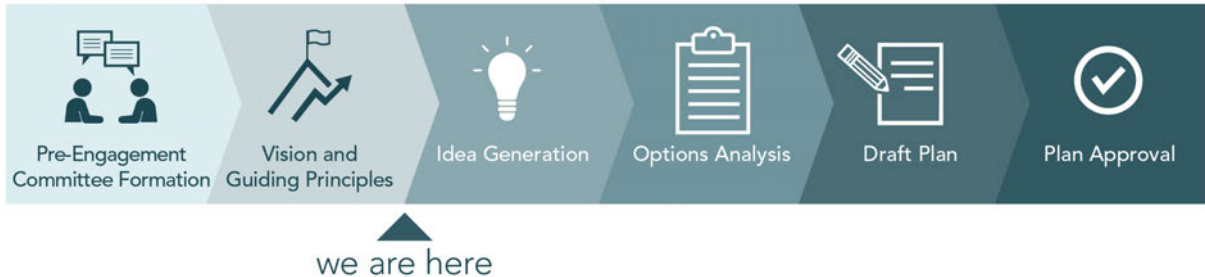 Pre-Engagement
Committee Formation
Vision and
Guiding Principles
Idea Generation
Options Analysis
Draft Plan
Plan Approval
we are here